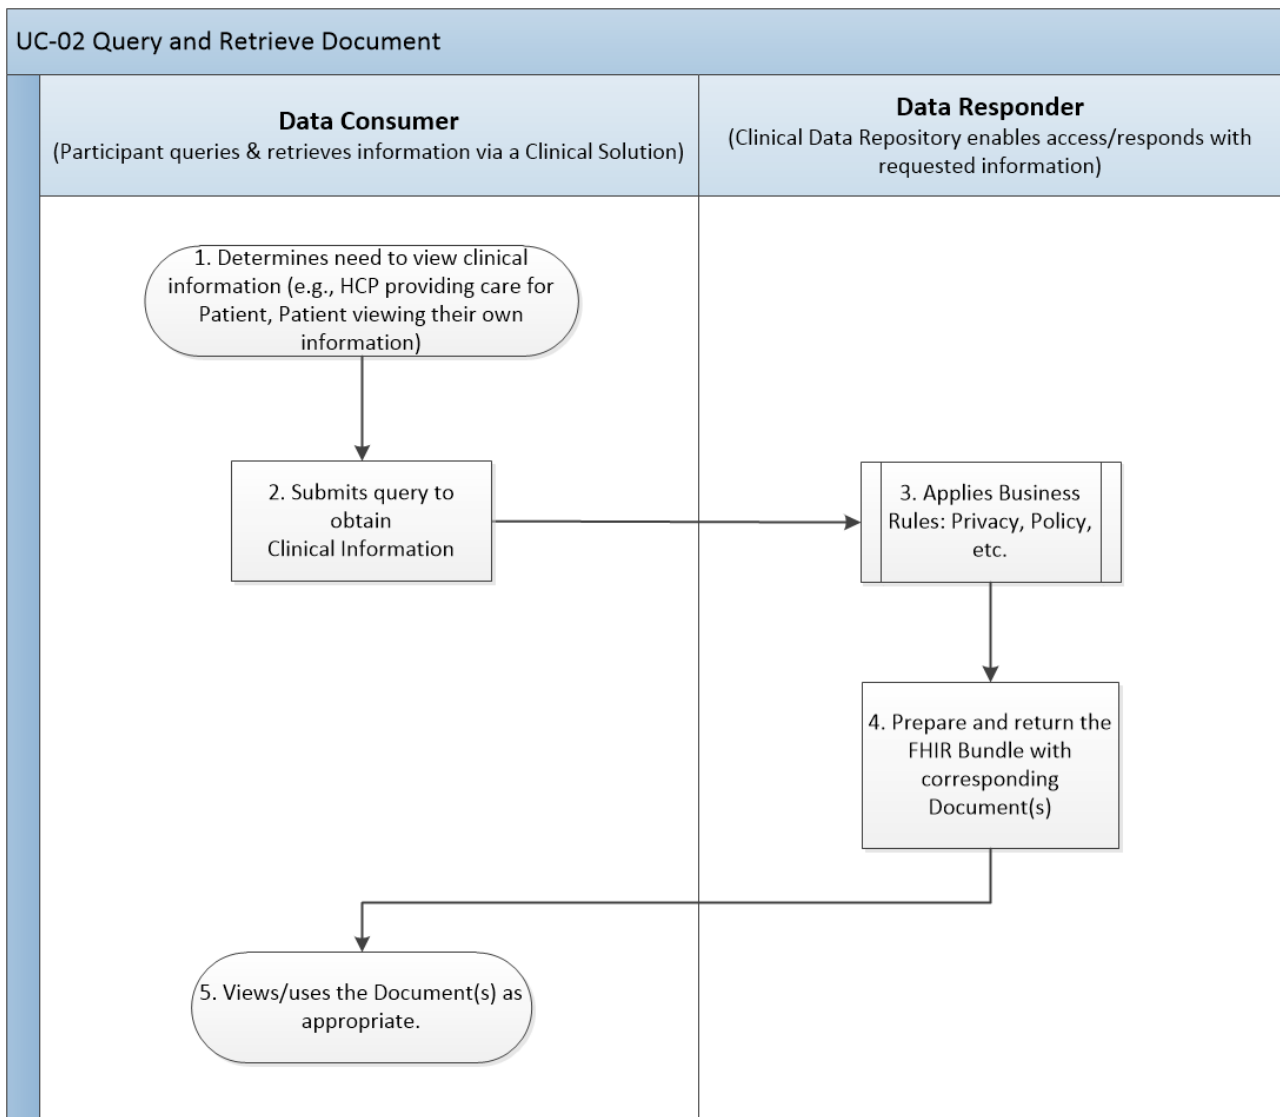 UC-02 Query and Retrieve Document
Data Consumer
(Participant queries & retrieves information via a Clinical Solution)
Data Responder
(Clinical Data Repository enables access/responds with
requested information)
1. Determines need to view clinical
information (e.g., HCP providing care for
Patient, Patient viewing their own
information)
2. Submits query to
obtain
Clinical Information
3. Applies Business
Rules: Privacy, Policy,
etc.
4. Prepare and return the
FHIR Bundle with
corresponding
Document(s)
5. Views/uses the Document(s) as
appropriate.